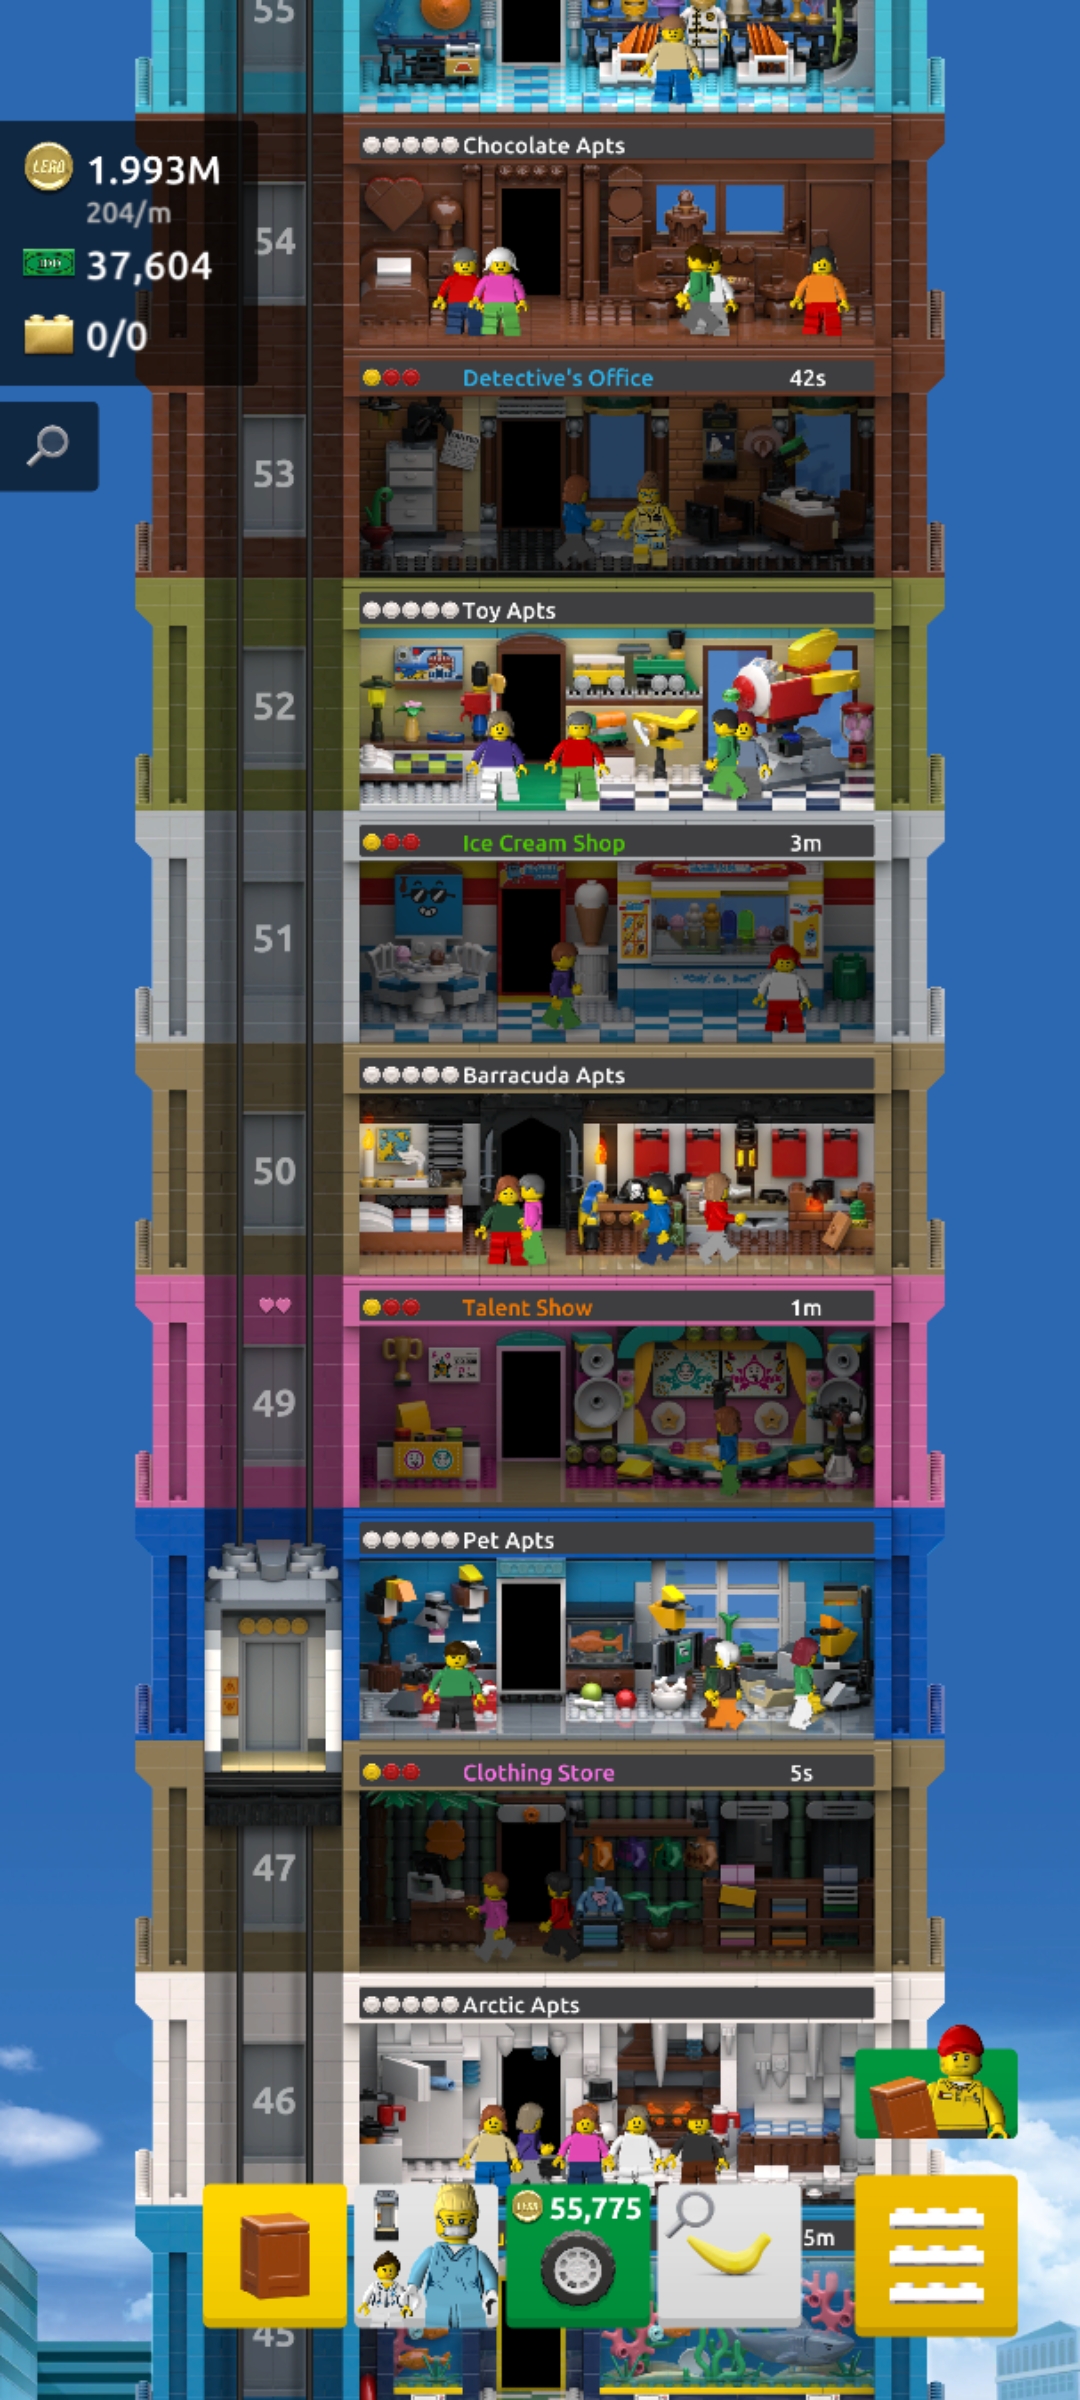 55
Chocolate Apts
LEGO
1.993M
204/m
54
37,604
0/0
Detective's Office
42s
WANTED
53
Toy Apts
52
Ice Cream Shop
3m
51
Barracuda Apts
50
Talent Show
1m
49
Pet Apts
Clothing Store
5s
47
Arctic Apts
46
55,775
5m
45